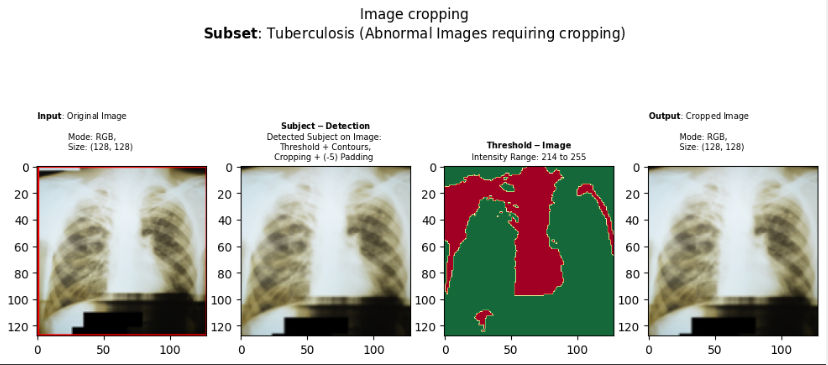 Image cropping
Subset: Tuberculosis (Abnormal Images requiring cropping)
Input: Original Image
Mode: RGB,
Size: (128, 128)
0
20
40
60
80
100
120
0 50 100
Subject − Detection
Detected Subject on Image:
Threshold + Contours,
Cropping + (-5) Padding
0
20
40
60
80
100
120
0 50 100
Threshold − Image
Intensity Range: 214 to 255
0
20
40
60
80
100
120
0 50 100
Output: Cropped Image
Mode: RGB,
Size: (128, 128)
0
20
40
60
80
100
120
0 50 100